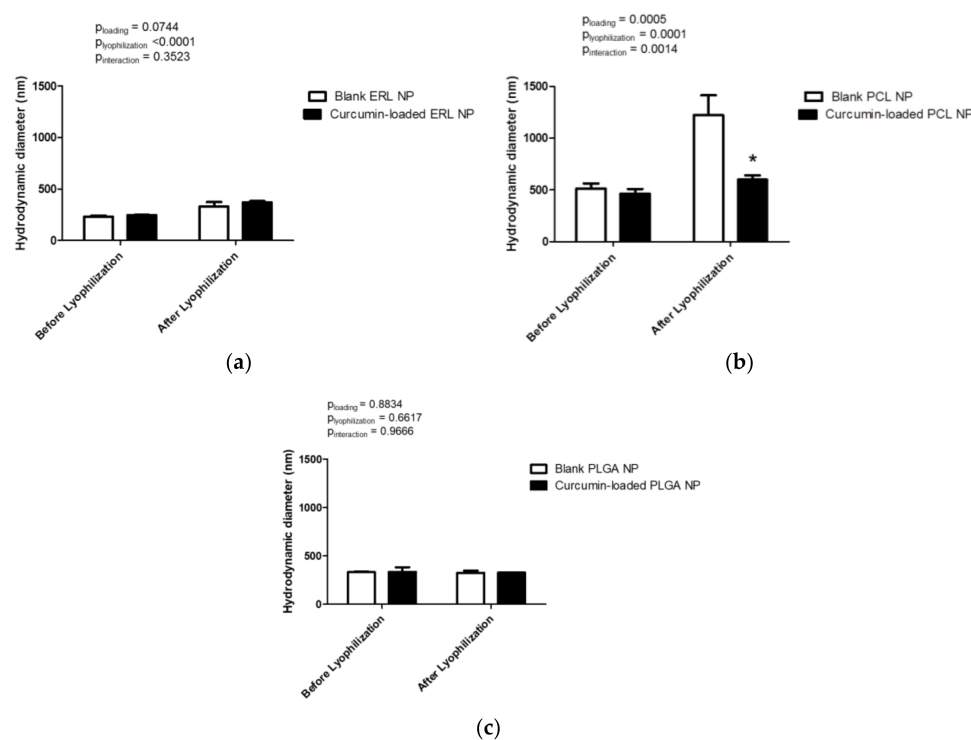 p_loading = 0.0744
p_lyophilization <0.0001
p_interaction = 0.3523
Hydrodynamic diameter (nm)
1500
1000
500
0
Blank ERL NP
Curcumin-loaded ERL NP
Before Lyophilization
After Lyophilization
(a)
p_loading = 0.0005
p_lyophilization = 0.0001
p_interaction = 0.0014
Hydrodynamic diameter (nm)
1500
1000
500
0
Blank PCL NP
Curcumin-loaded PCL NP
*
Before Lyophilization
After Lyophilization
(b)
p_loading = 0.8834
p_lyophilization = 0.6617
p_interaction = 0.9666
Hydrodynamic diameter (nm)
1500
1000
500
0
Blank PLGA NP
Curcumin-loaded PLGA NP
Before Lyophilization
After Lyophilization
(c)